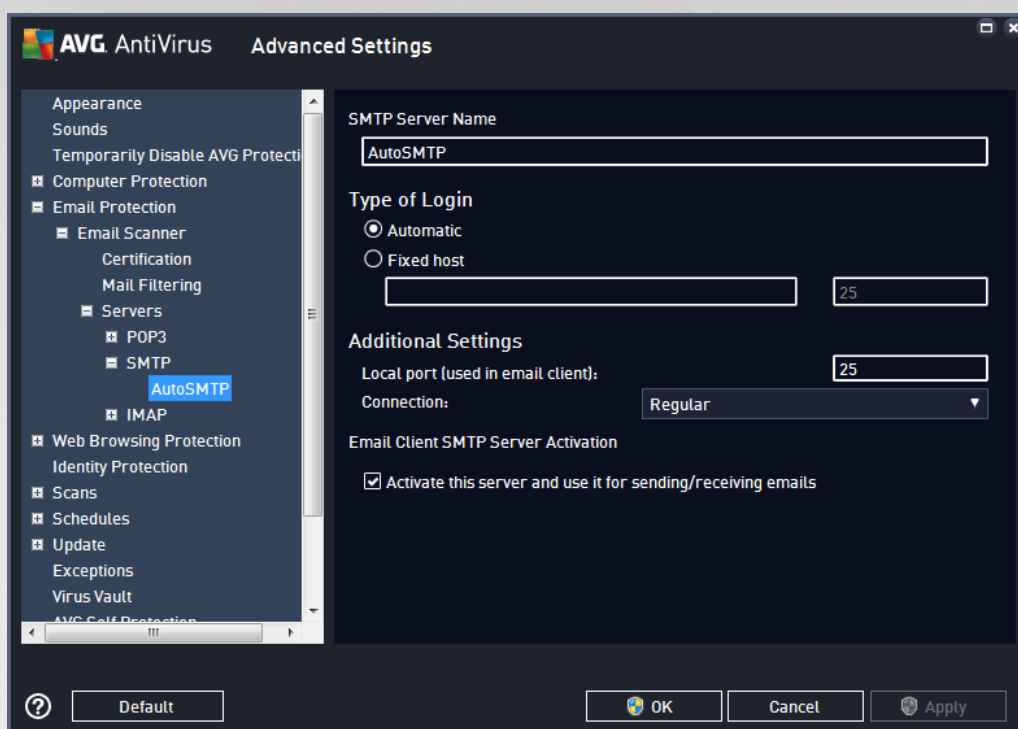 AVG. AntiVirus Advanced Settings
Appearance
Sounds
Temporarily Disable AVG Protecti
Computer Protection
Email Protection
Email Scanner
Certification
Mail Filtering
Servers
POP3
SMTP
AutoSMTP
IMAP
Web Browsing Protection
Identity Protection
Scans
Schedules
Update
Exceptions
Virus Vault
AVG Self Protection
SMTP Server Name
AutoSMTP
Type of Login
Automatic
Fixed host
25
Additional Settings
Local port (used in email client): 25
Connection: Regular
Email Client SMTP Server Activation
Activate this server and use it for sending/receiving emails
? Default OK Cancel Apply